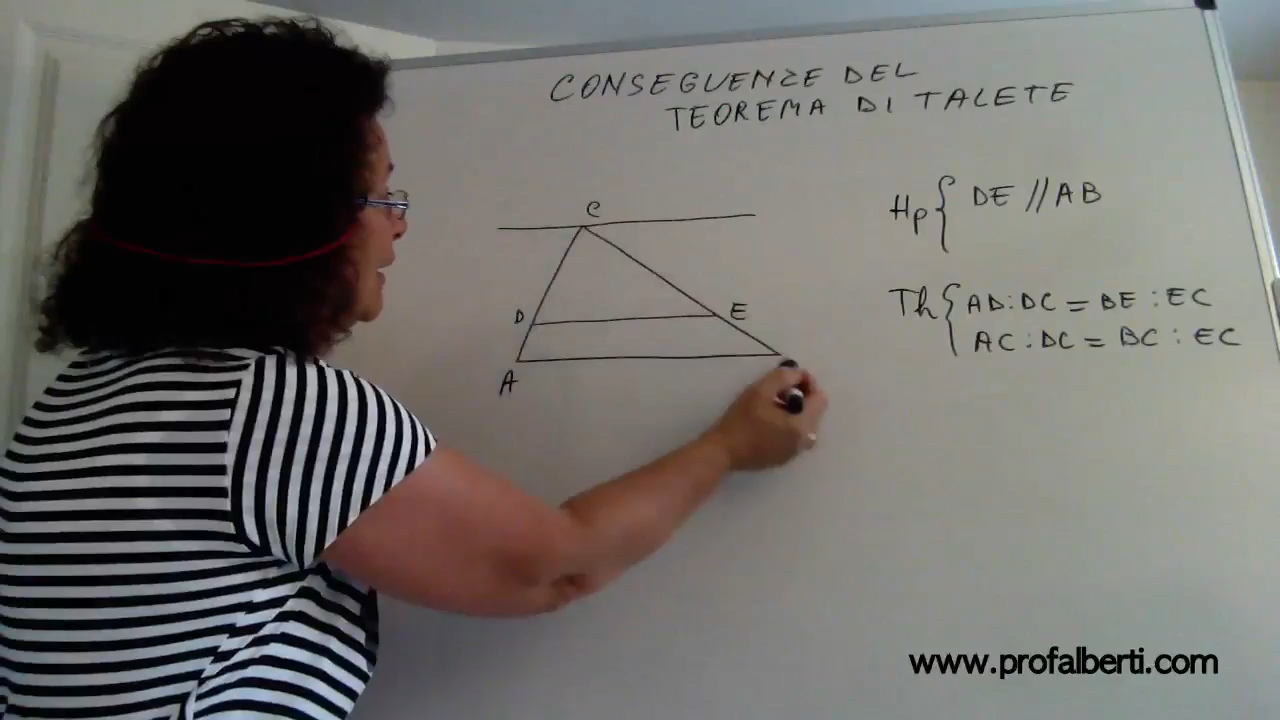 CONSEGUENZE DEL
TEOREMA DI TALETE
C
Hp{ DE // AB
D
E
Th{ AD:DC = BE : EC
AC:DC = BC : EC
A
www.profalberti.com